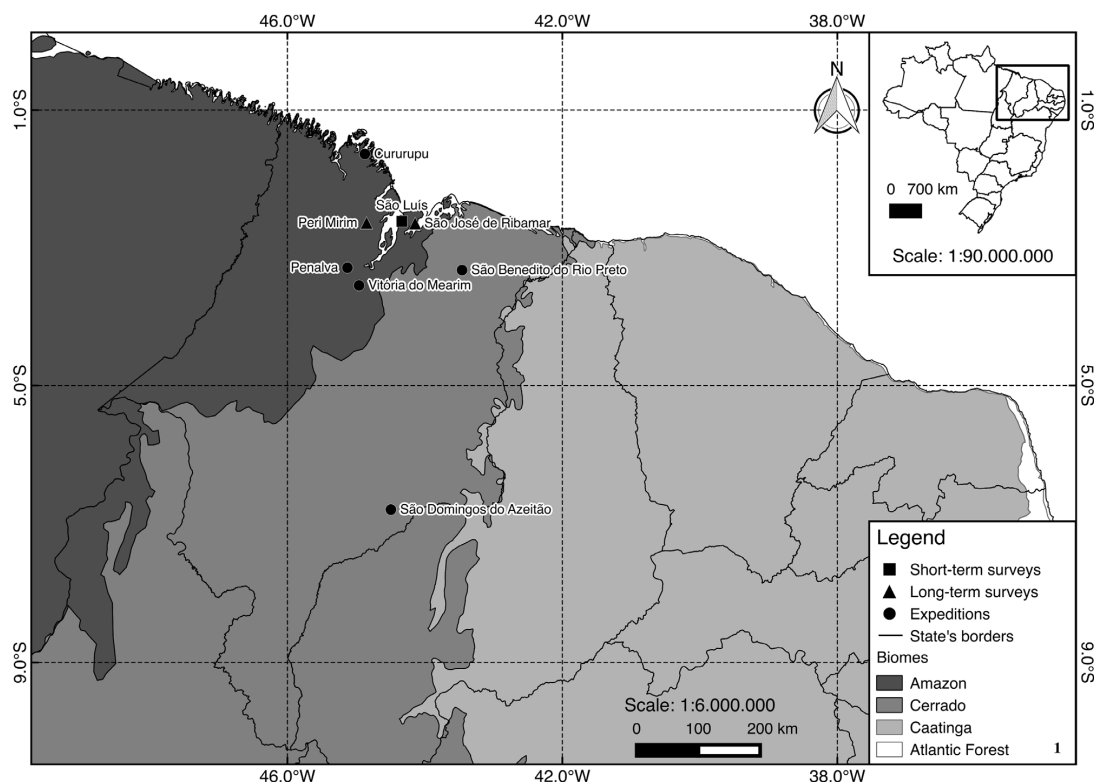 46.0°W
42.0°W
38.0°W
N
1.0°S
1.0°S
Cururupu
0 700 km
São Luís
Peri Mirim
São José de Ribamar
Scale: 1:90.000.000
Penalva
São Benedito do Rio Preto
Vitória do Mearim
5.0°S
5.0°S
São Domingos do Azeitão
Legend
Short-term surveys
Long-term surveys
Expeditions
State's borders
Biomes
9.0°S
9.0°S
Amazon
Cerrado
Caatinga
Atlantic Forest
1
Scale: 1:6.000.000
0 100 200 km
46.0°W
42.0°W
38.0°W